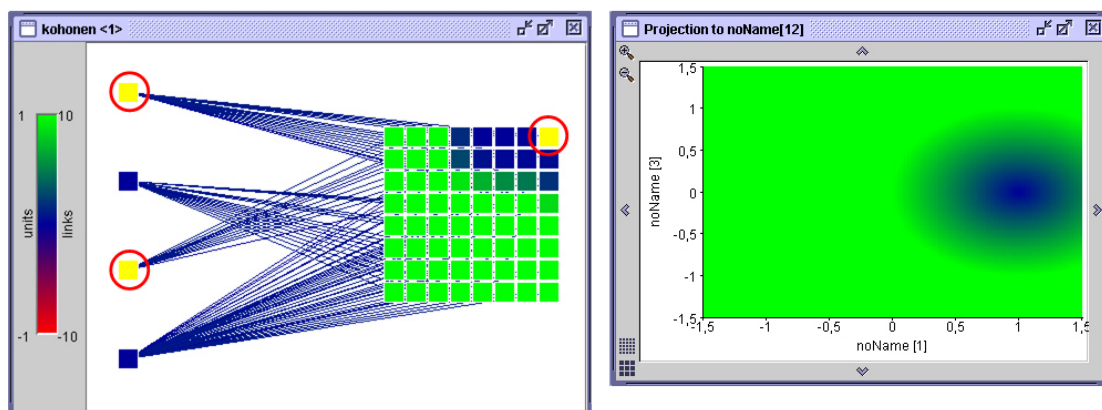 kohonen <1>
1 10
units
links
-1 -10
Projection to noName[12]
1,5
1
0,5
0
-0,5
-1
-1,5
noName [3]
-1,5 -1 -0,5 0 0,5 1 1,5
noName [1]